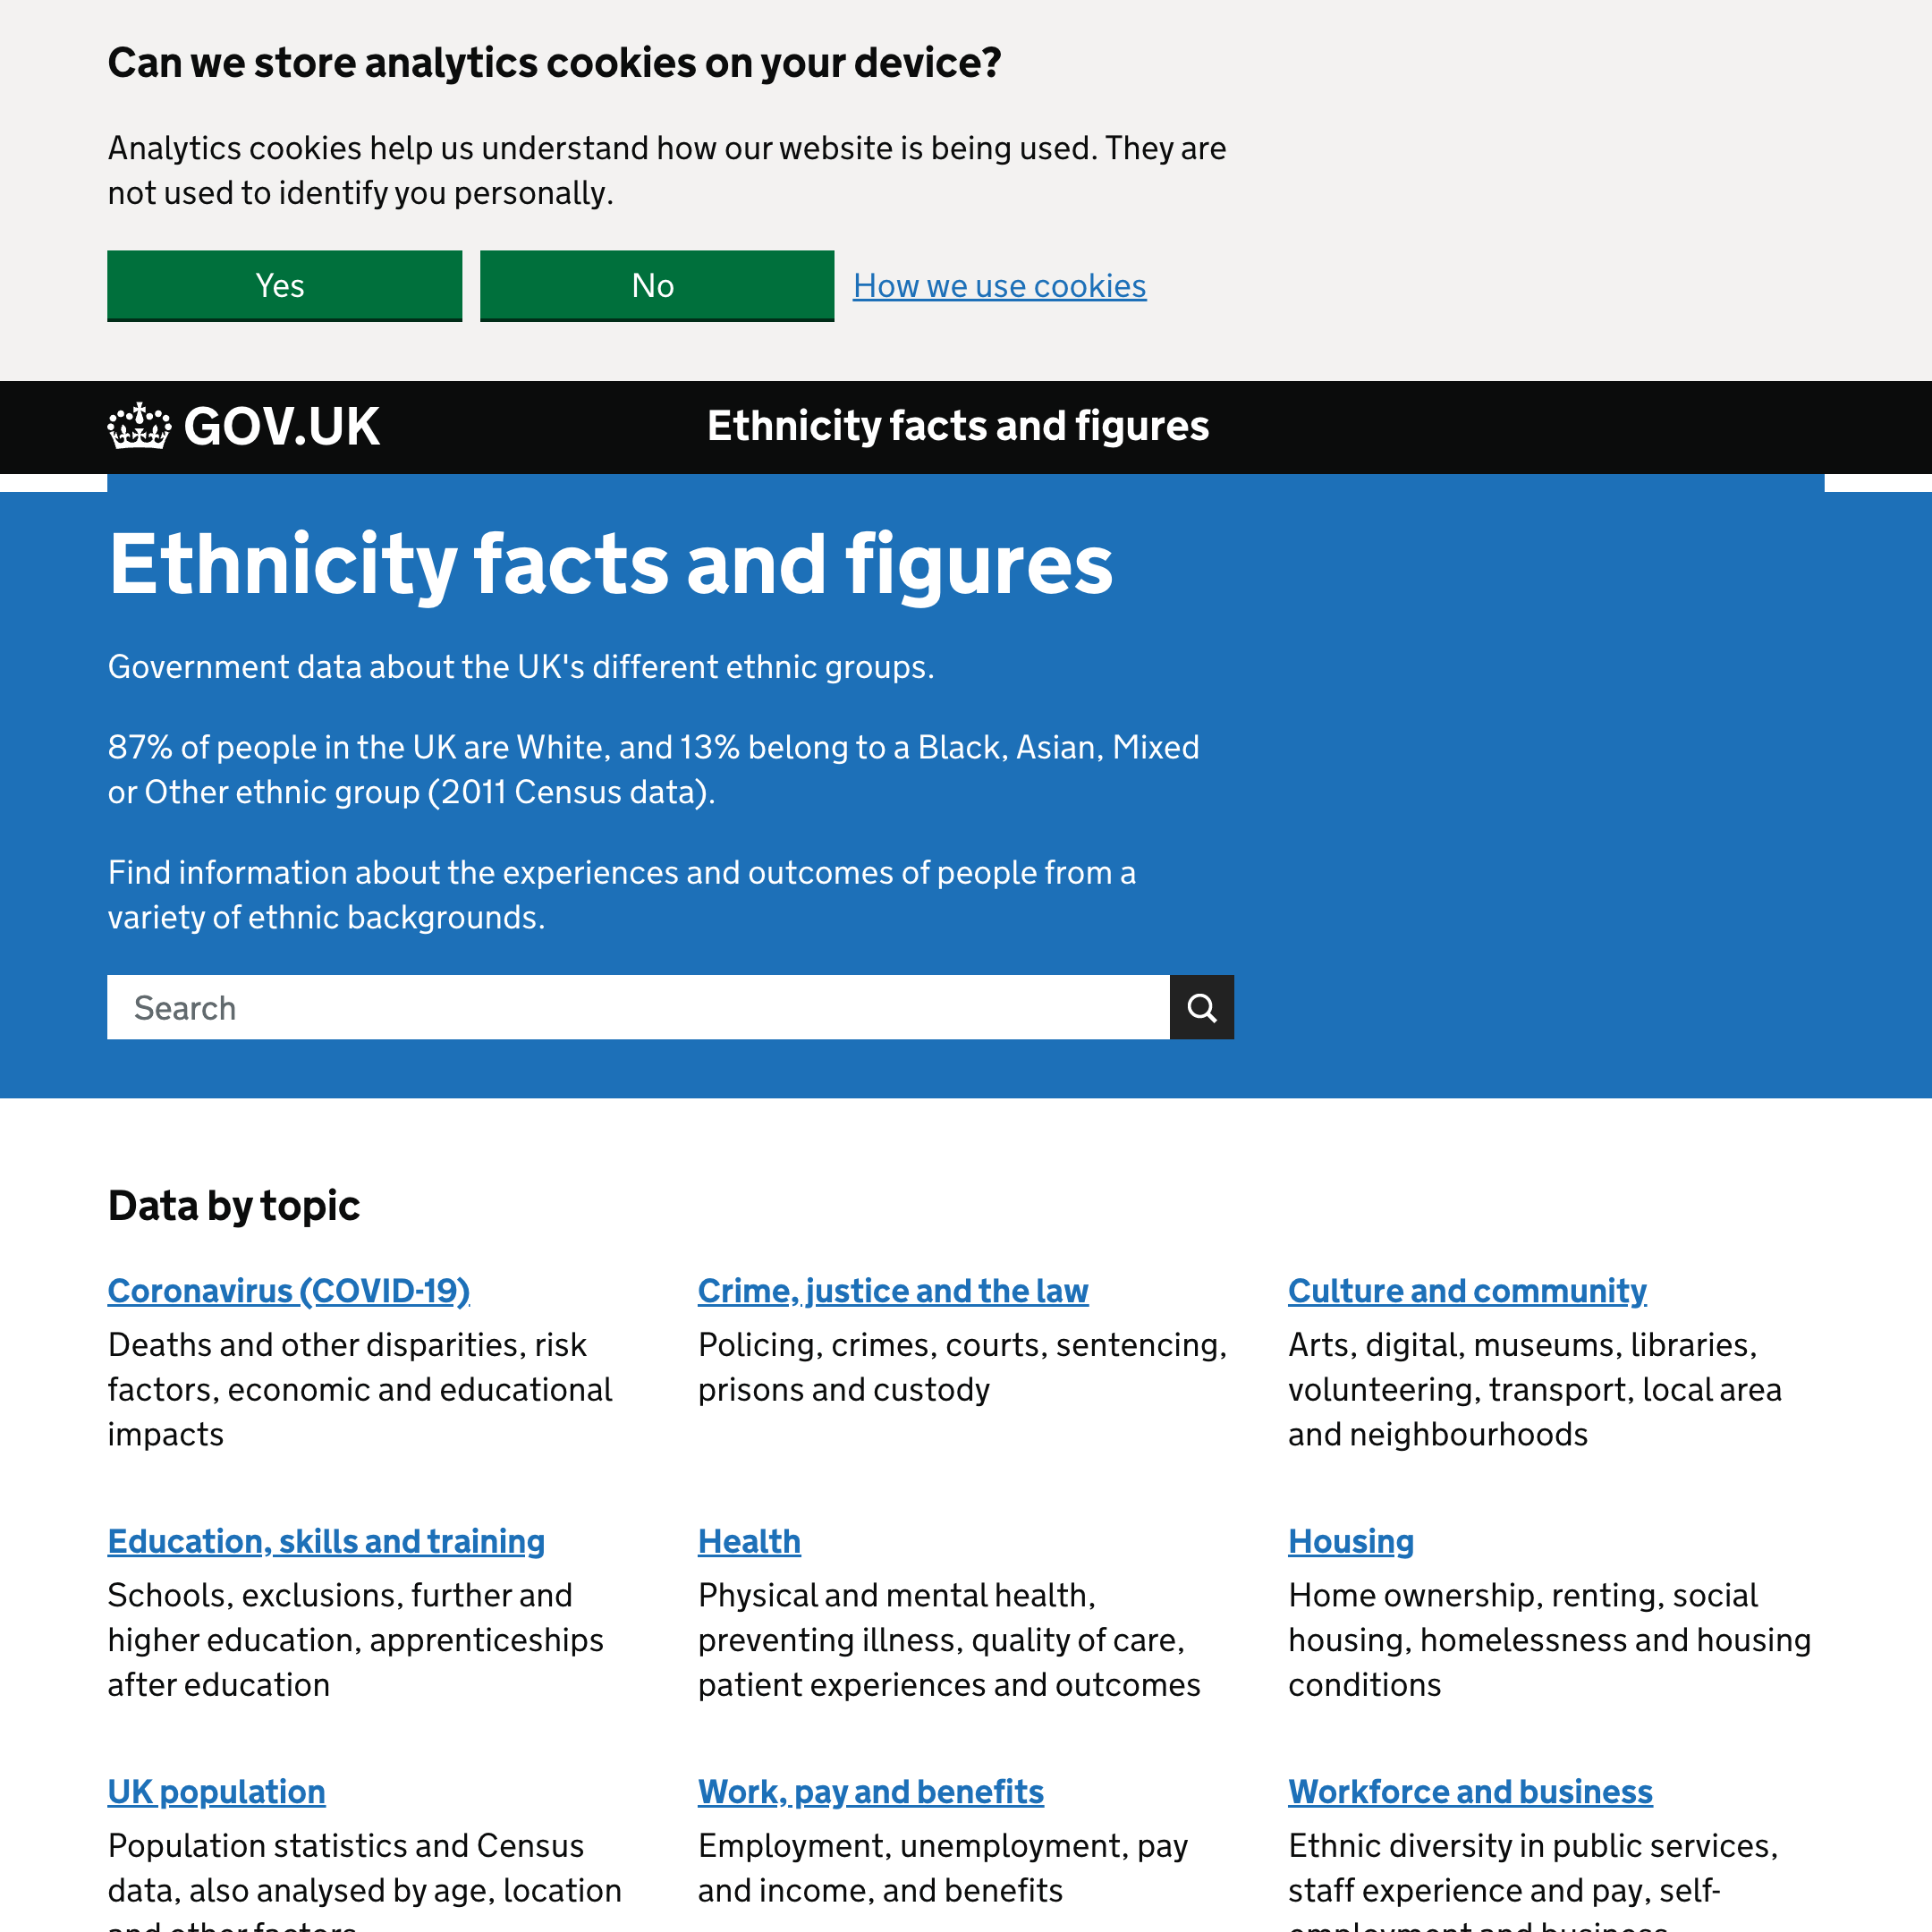 Can we store analytics cookies on your device?
Analytics cookies help us understand how our website is being used. They are
not used to identify you personally.
Yes
No
How we use cookies
GOV.UK
Ethnicity facts and figures
Ethnicity facts and figures
Government data about the UK's different ethnic groups.
87% of people in the UK are White, and 13% belong to a Black, Asian, Mixed
or Other ethnic group (2011 Census data).
Find information about the experiences and outcomes of people from a
variety of ethnic backgrounds.
Search
Data by topic
Coronavirus (COVID-19)
Deaths and other disparities, risk
factors, economic and educational
impacts
Crime, justice and the law
Policing, crimes, courts, sentencing,
prisons and custody
Culture and community
Arts, digital, museums, libraries,
volunteering, transport, local area
and neighbourhoods
Education, skills and training
Schools, exclusions, further and
higher education, apprenticeships
after education
Health
Physical and mental health,
preventing illness, quality of care,
patient experiences and outcomes
Housing
Home ownership, renting, social
housing, homelessness and housing
conditions
UK population
Population statistics and Census
data, also analysed by age, location
and other factors
Work, pay and benefits
Employment, unemployment, pay
and income, and benefits
Workforce and business
Ethnic diversity in public services,
staff experience and pay, self-
employment and business